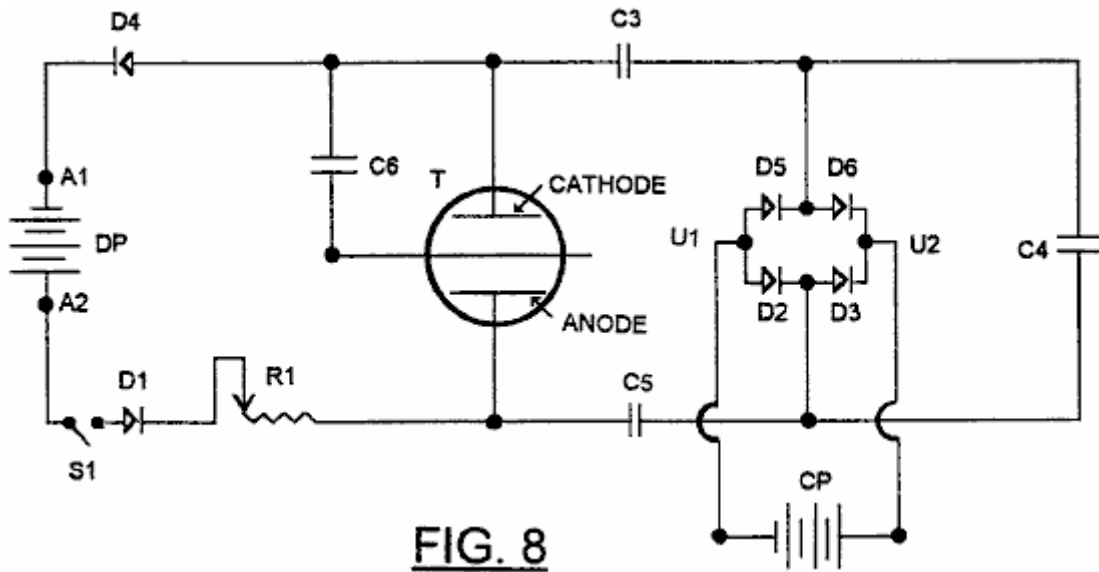 D4
C3
A1
C6
T
CATHODE
D5
D6
DP
U1
U2
C4
A2
D2
D3
ANODE
D1
R1
C5
S1
CP
FIG. 8